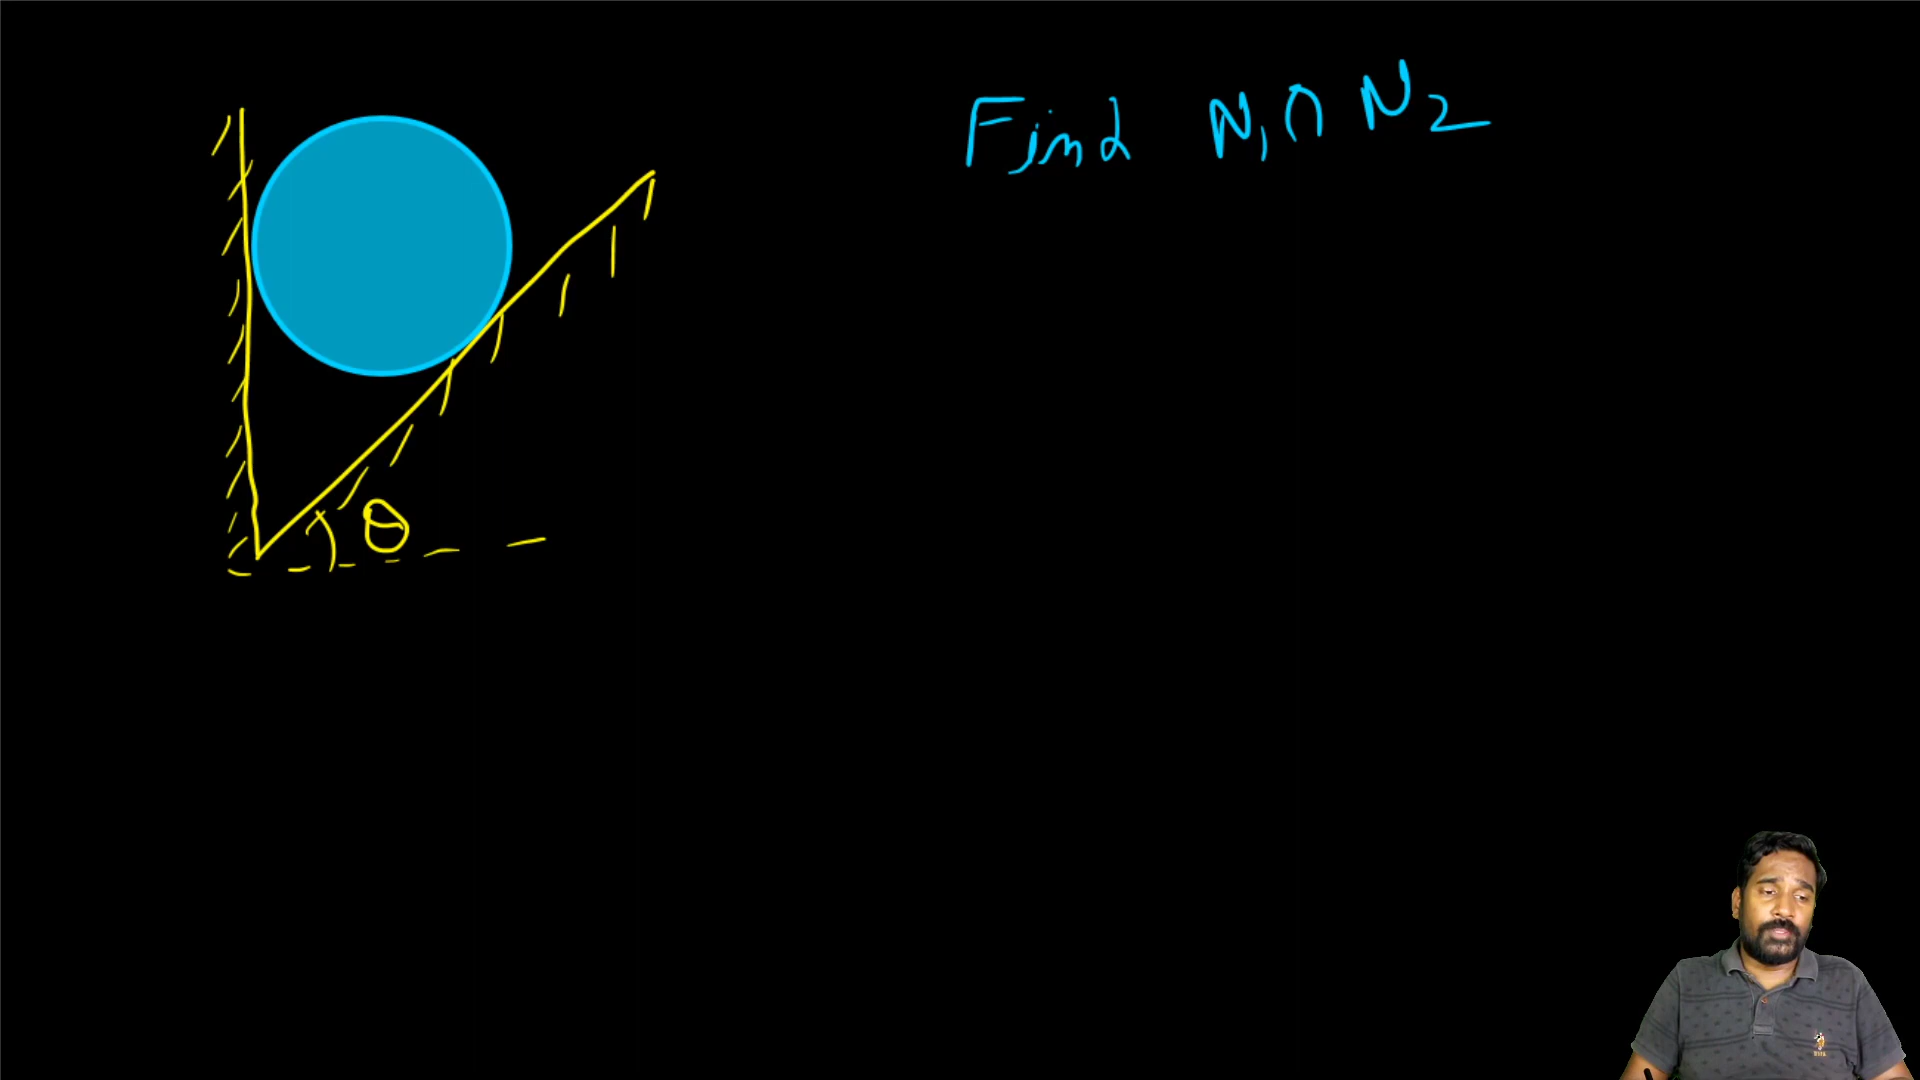 Find N₁ n N₂
θ